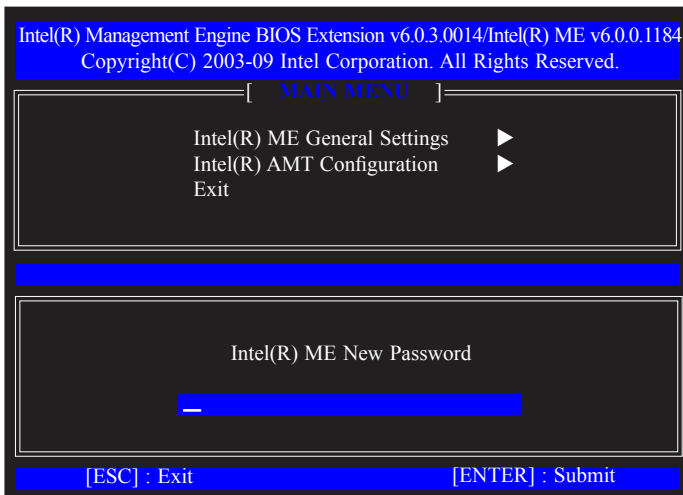 Intel(R) Management Engine BIOS Extension v6.0.3.0014/Intel(R) ME v6.0.0.1184
Copyright(C) 2003-09 Intel Corporation. All Rights Reserved.
[ MAIN MENU ]
Intel(R) ME General Settings ▶
Intel(R) AMT Configuration ▶
Exit
Intel(R) ME New Password
_
[ESC] : Exit [ENTER] : Submit